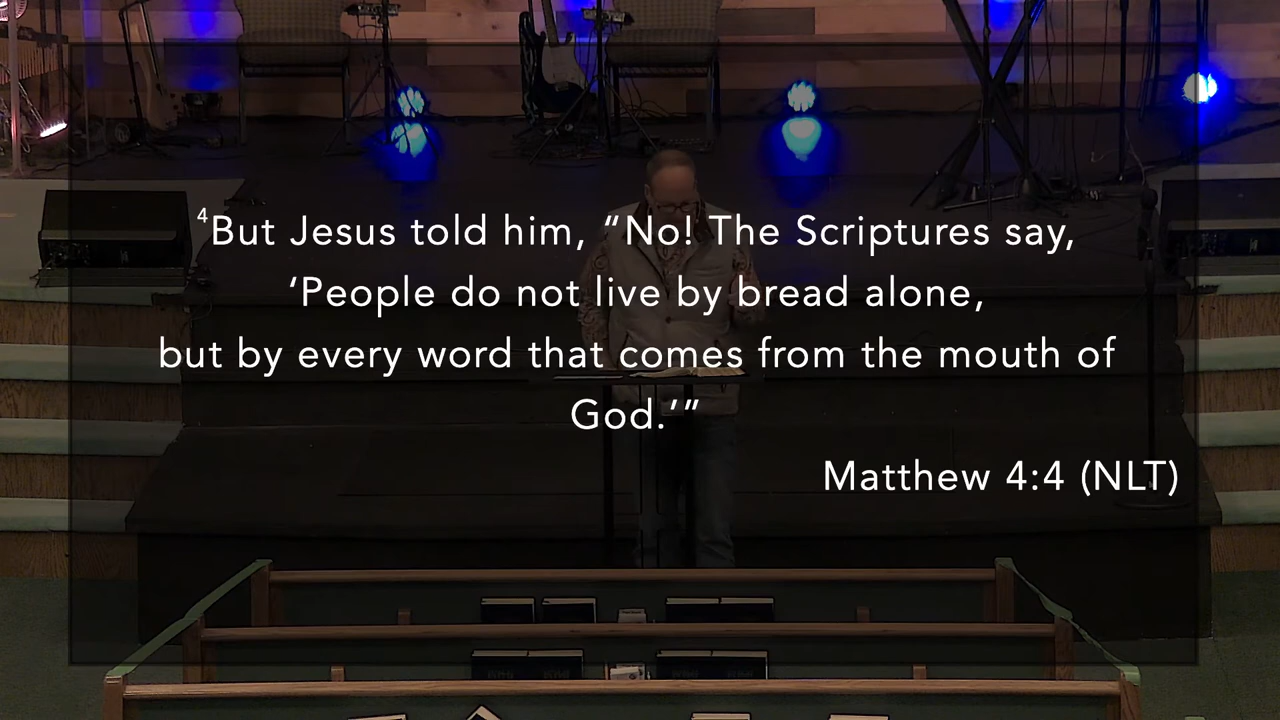 ⁴But Jesus told him, “No! The Scriptures say,
‘People do not live by bread alone,
but by every word that comes from the mouth of
God.’”
Matthew 4:4 (NLT)